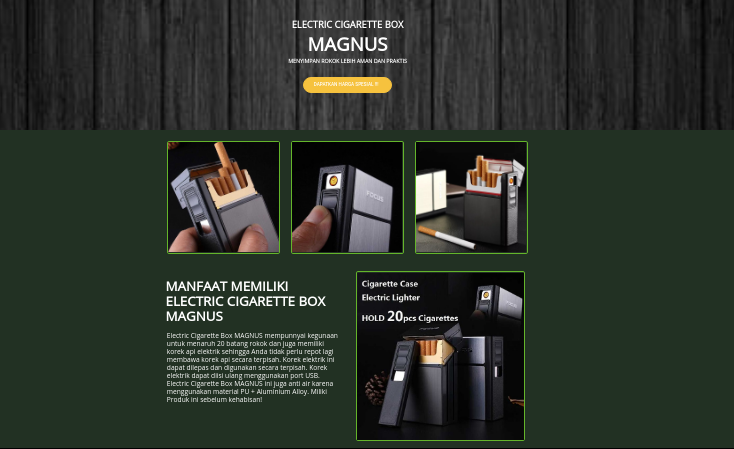 ELECTRIC CIGARETTE BOX
MAGNUS
MENYIMPAN ROKOK LEBIH AMAN DAN PRAKTIS
DAPATKAN HARGA SPESIAL !!!
FOCUS
MANFAAT MEMILIKI
ELECTRIC CIGARETTE BOX
MAGNUS
Electric Cigarette Box MAGNUS mempunnyai kegunaan
untuk menaruh 20 batang rokok dan juga memiliki
korek api elektrik sehingga Anda tidak perlu repot lagi
membawa korek api secara terpisah. Korek elektrik ini
dapat dilepas dan digunakan secara terpisah. Korek
elektrik dapat diisi ulang menggunakan port USB.
Electric Cigarette Box MAGNUS ini juga anti air karena
menggunakan material PU + Aluminium Alloy. Miliki
Produk ini sebelum kehabisan!
Cigarette Case
Electric Lighter
HOLD 20pcs Cigarettes